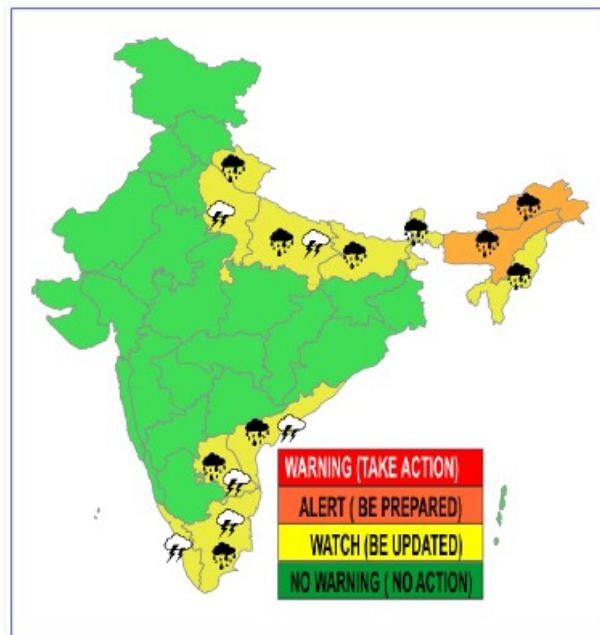 WARNING (TAKE ACTION)
ALERT ( BE PREPARED)
WATCH (BE UPDATED)
NO WARNING ( NO ACTION)